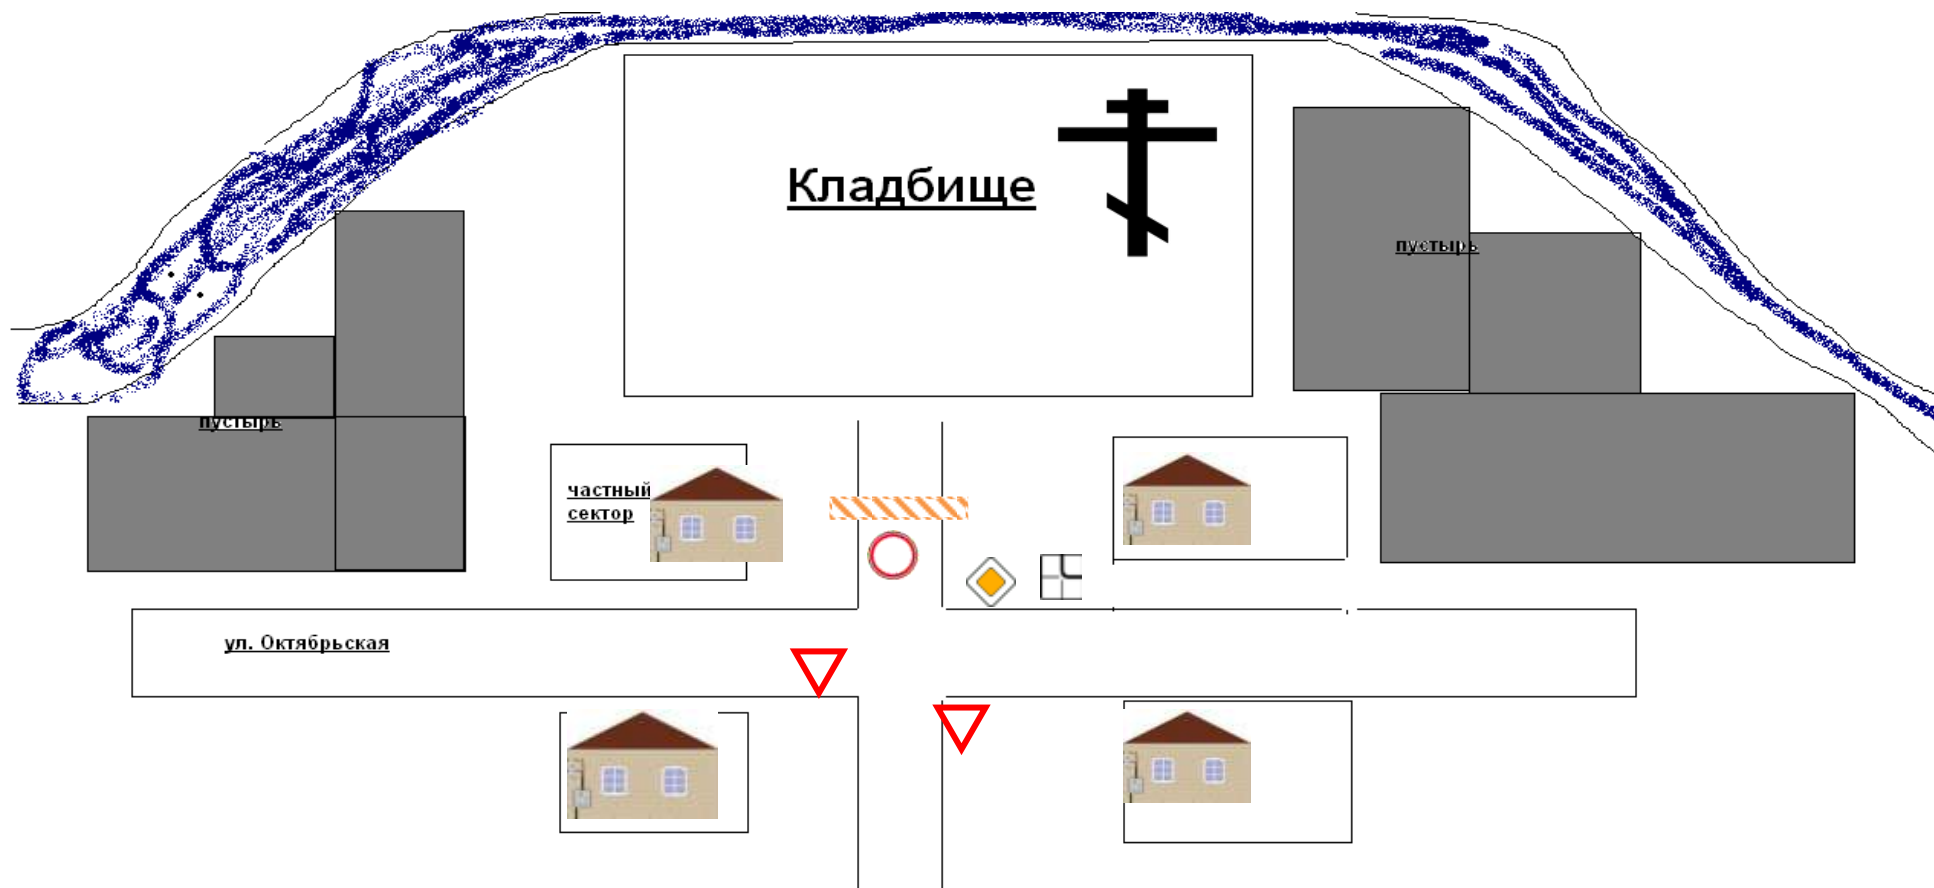 Кладбище
пустырь
пустырь
частный
сектор
ул. Октябрьская